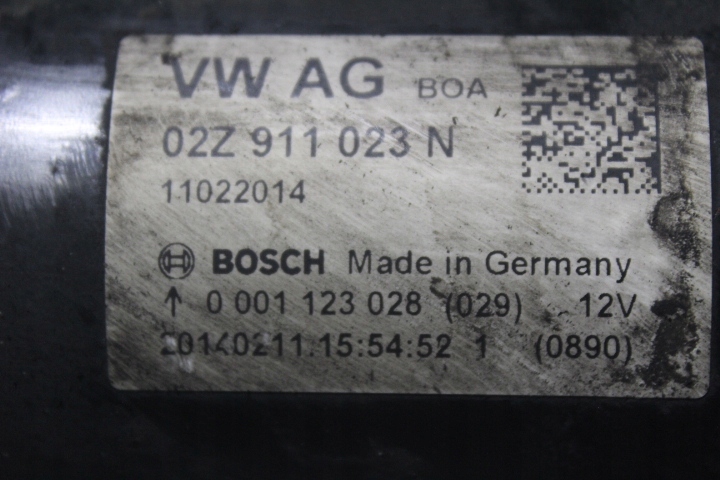 VW AG BOA
02Z 911 023 N
11022014
BOSCH Made in Germany
↑ 0 001 123 028 (029) 12V
20140211.15:54:52 1 (0890)